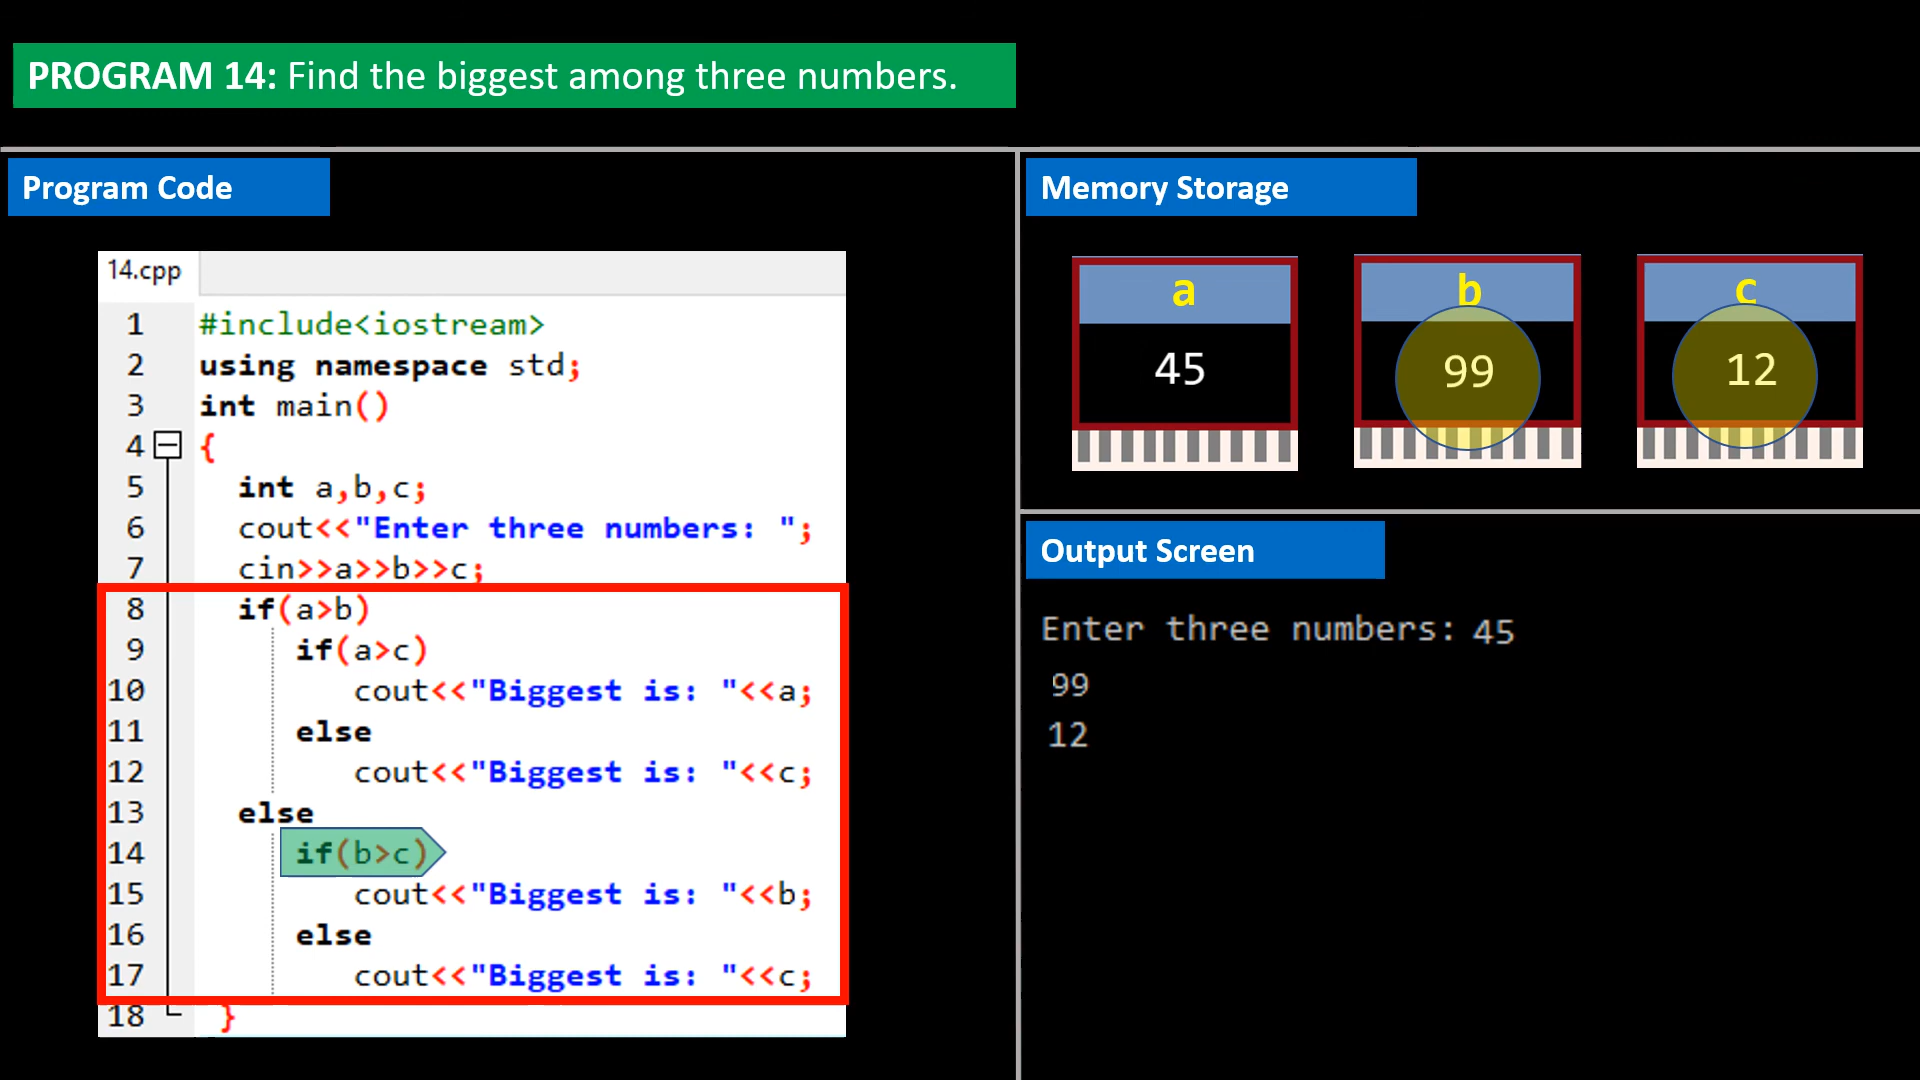 PROGRAM 14: Find the biggest among three numbers.
Program Code
14.cpp
1 #include<iostream>
2 using namespace std;
3 int main()
4 {
5 int a,b,c;
6 cout<<"Enter three numbers: ";
7 cin>>a>>b>>c;
8 if(a>b)
9 if(a>c)
10 cout<<"Biggest is: "<<a;
11 else
12 cout<<"Biggest is: "<<c;
13 else
14 if(b>c)
15 cout<<"Biggest is: "<<b;
16 else
17 cout<<"Biggest is: "<<c;
18 }
Memory Storage
a b c
45 99 12
Output Screen
Enter three numbers: 45
99
12